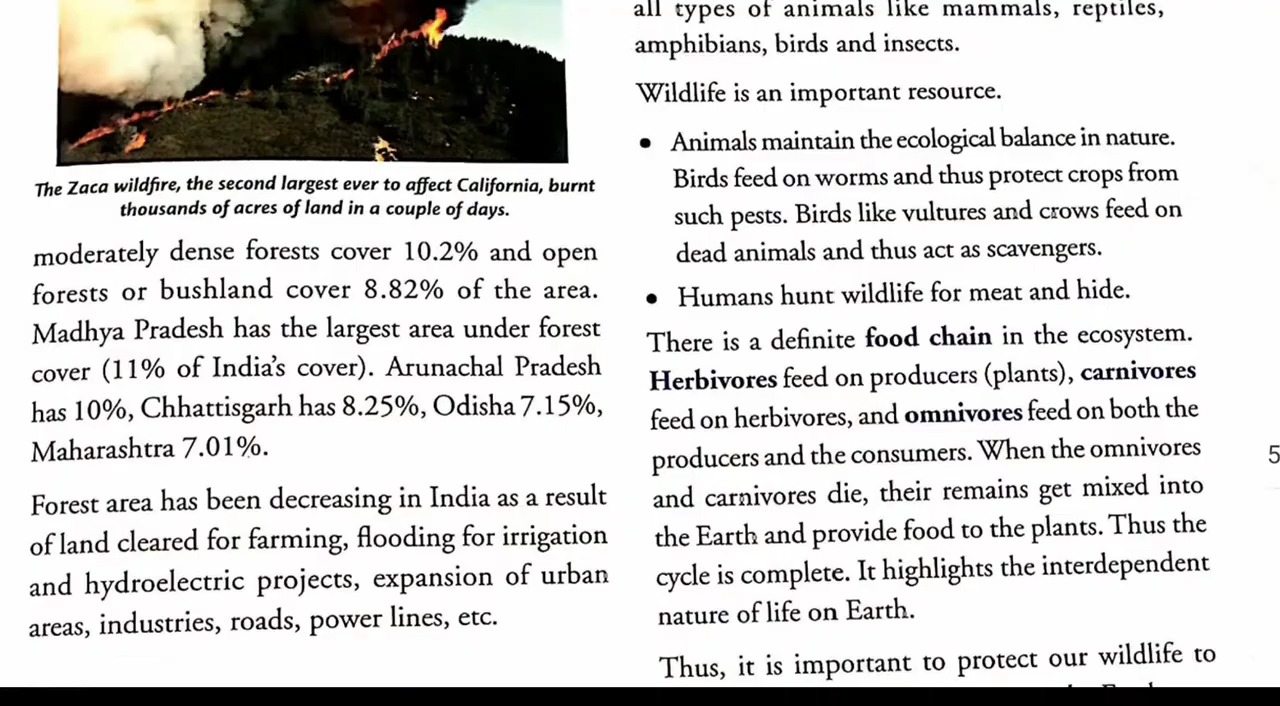 The Zaca wildfire, the second largest ever to affect California, burnt
thousands of acres of land in a couple of days.
moderately dense forests cover 10.2% and open
forests or bushland cover 8.82% of the area.
Madhya Pradesh has the largest area under forest
cover (11% of India's cover). Arunachal Pradesh
has 10%, Chhattisgarh has 8.25%, Odisha 7.15%,
Maharashtra 7.01%.
Forest area has been decreasing in India as a result
of land cleared for farming, flooding for irrigation
and hydroelectric projects, expansion of urban
areas, industries, roads, power lines, etc.
all types of animals like mammals, reptiles,
amphibians, birds and insects.
Wildlife is an important resource.
• Animals maintain the ecological balance in nature.
Birds feed on worms and thus protect crops from
such pests. Birds like vultures and crows feed on
dead animals and thus act as scavengers.
• Humans hunt wildlife for meat and hide.
There is a definite food chain in the ecosystem.
Herbivores feed on producers (plants), carnivores
feed on herbivores, and omnivores feed on both the
producers and the consumers. When the omnivores
and carnivores die, their remains get mixed into
the Earth and provide food to the plants. Thus the
cycle is complete. It highlights the interdependent
nature of life on Earth.
Thus, it is important to protect our wildlife to
5